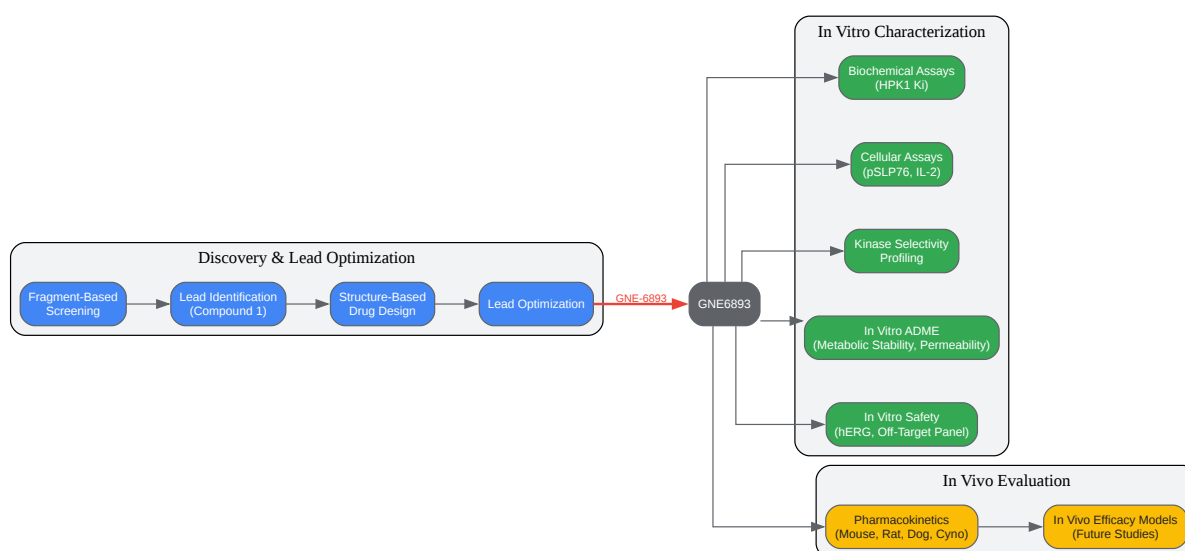 Discovery & Lead Optimization
Fragment-Based
Screening
Lead Identification
(Compound 1)
Structure-Based
Drug Design
Lead Optimization
GNE-6893
GNE6893
In Vitro Characterization
Biochemical Assays
(HPK1 Ki)
Cellular Assays
(pSLP76, IL-2)
Kinase Selectivity
Profiling
In Vitro ADME
(Metabolic Stability, Permeability)
In Vitro Safety
(hERG, Off-Target Panel)
In Vivo Evaluation
Pharmacokinetics
(Mouse, Rat, Dog, Cyno)
In Vivo Efficacy Models
(Future Studies)